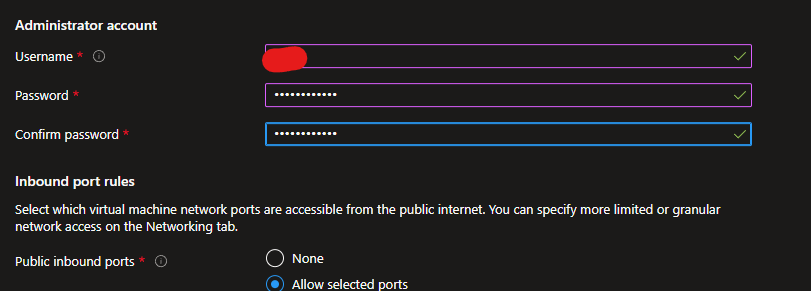 Administrator account
Username *
Password *
••••••••••••
Confirm password *
••••••••••••
Inbound port rules
Select which virtual machine network ports are accessible from the public internet. You can specify more limited or granular
network access on the Networking tab.
Public inbound ports *
None
Allow selected ports